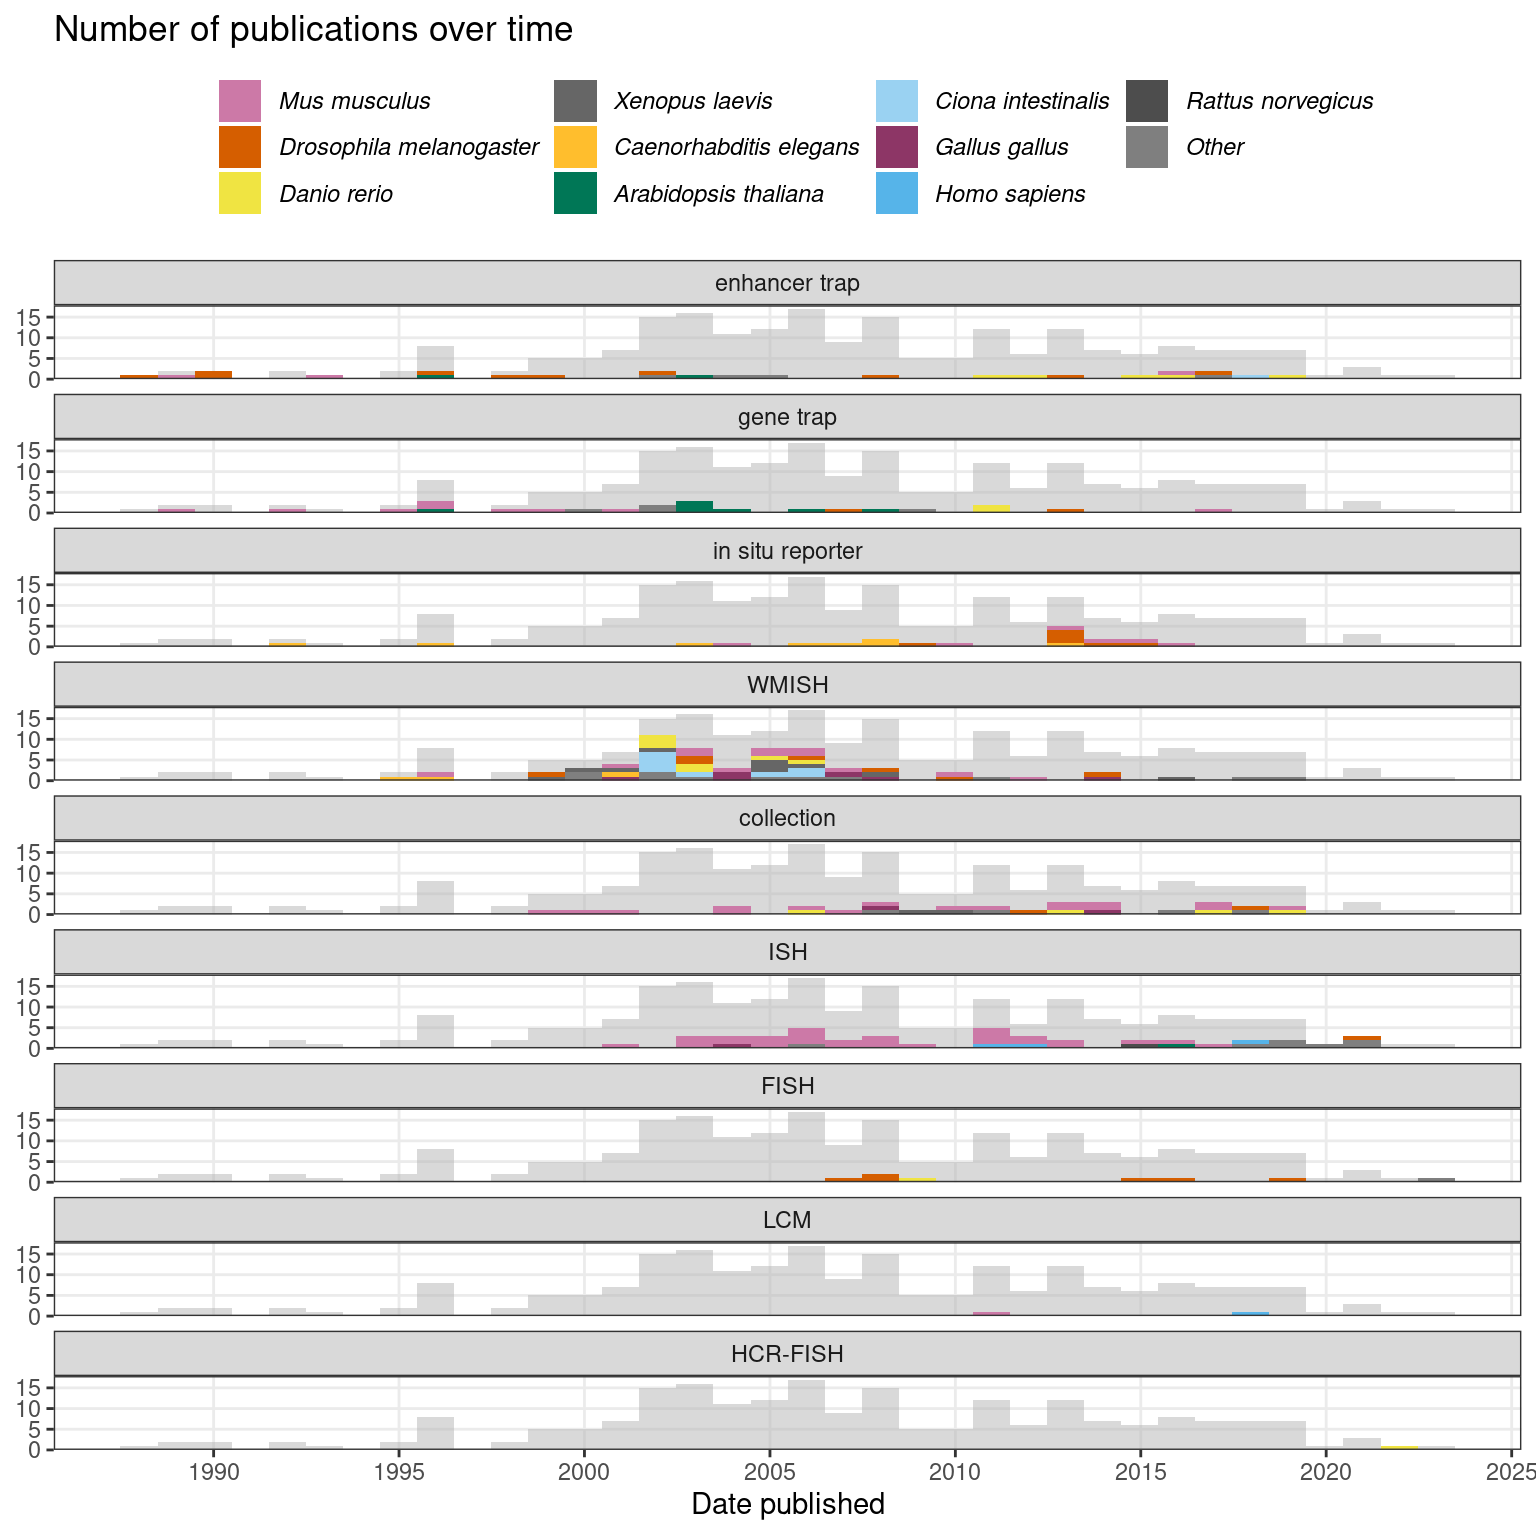 Number of publications over time
Mus musculus Xenopus laevis Ciona intestinalis Rattus norvegicus
Drosophila melanogaster Caenorhabditis elegans Gallus gallus Other
Danio rerio Arabidopsis thaliana Homo sapiens
enhancer trap
15
10
5
0
gene trap
15
10
5
0
in situ reporter
15
10
5
0
WMISH
15
10
5
0
collection
15
10
5
0
ISH
15
10
5
0
FISH
15
10
5
0
LCM
15
10
5
0
HCR-FISH
15
10
5
0
1990 1995 2000 2005 2010 2015 2020 2025
Date published